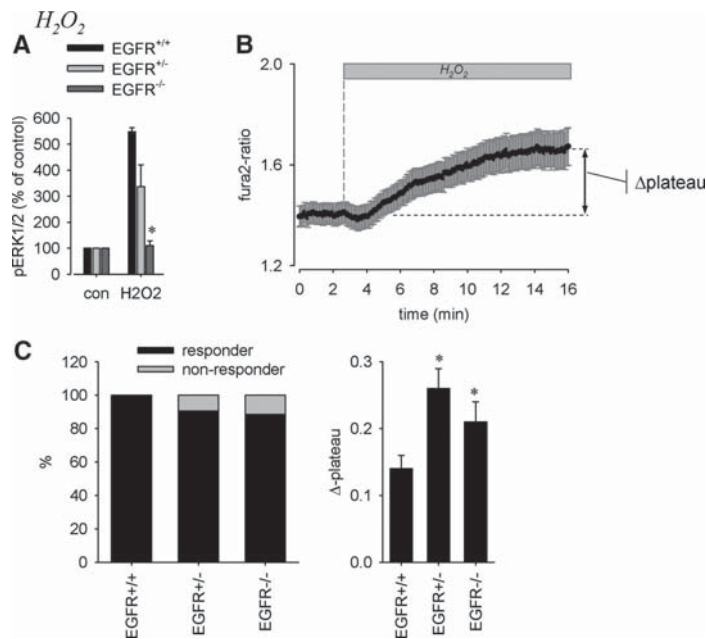 H₂O₂
A
EGFR+/+
EGFR+/-
EGFR-/-
pERK1/2 (% of control)
600
500
400
300
200
100
0
*
con H2O2
B
fura2-ratio
2.0
1.6
1.2
H₂O₂
Δplateau
0 2 4 6 8 10 12 14 16
time (min)
C
responder
non-responder
%
120
100
80
60
40
20
0
EGFR+/+
EGFR+/-
EGFR-/-
Δ-plateau
0.3
0.2
0.1
0.0
*
*
EGFR+/+
EGFR+/-
EGFR-/-